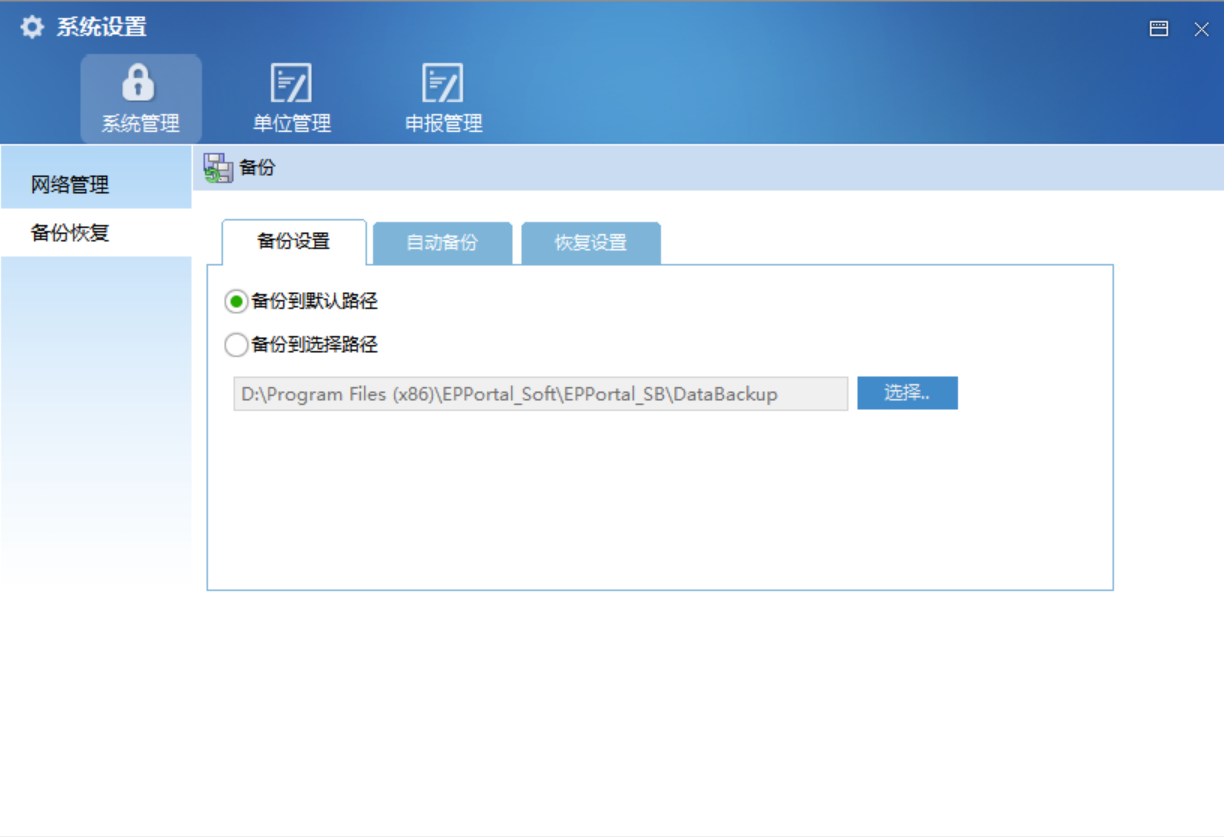 系统设置
系统管理 单位管理 申报管理
网络管理
备份恢复
备份
备份设置 自动备份 恢复设置
备份到默认路径
备份到选择路径
D:\Program Files (x86)\EPPortal_Soft\EPPortal_SB\DataBackup 选择..